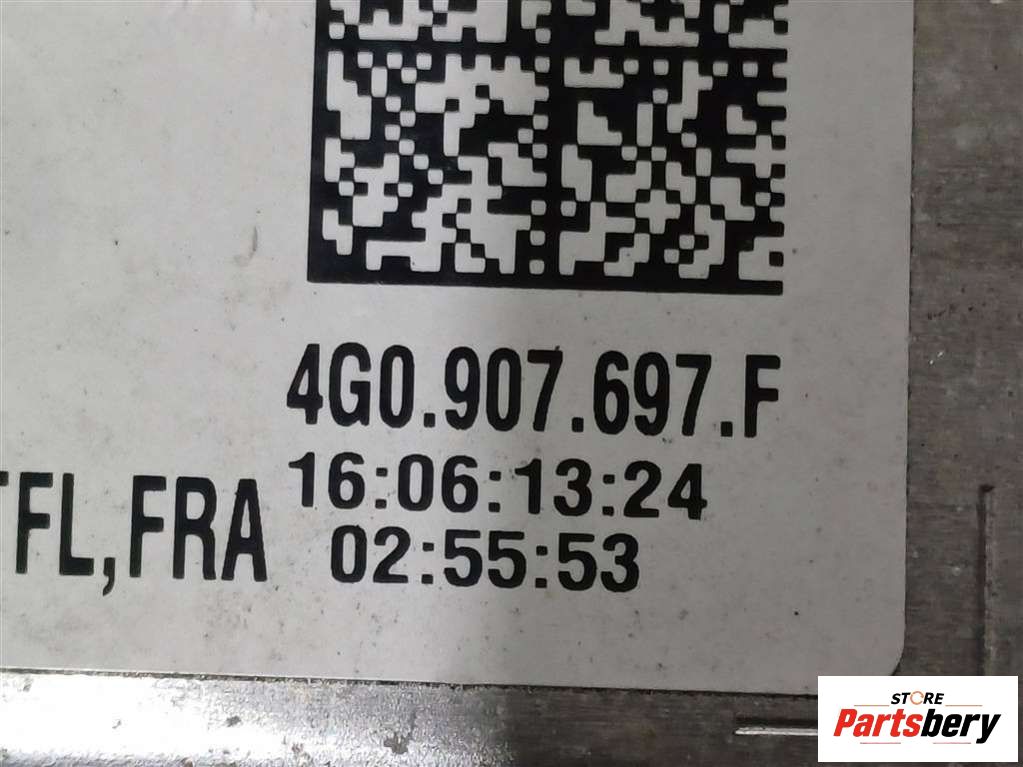 4G0.907.697.F
16:06:13:24
TFL,FRA 02:55:53
STORE
Partsbery